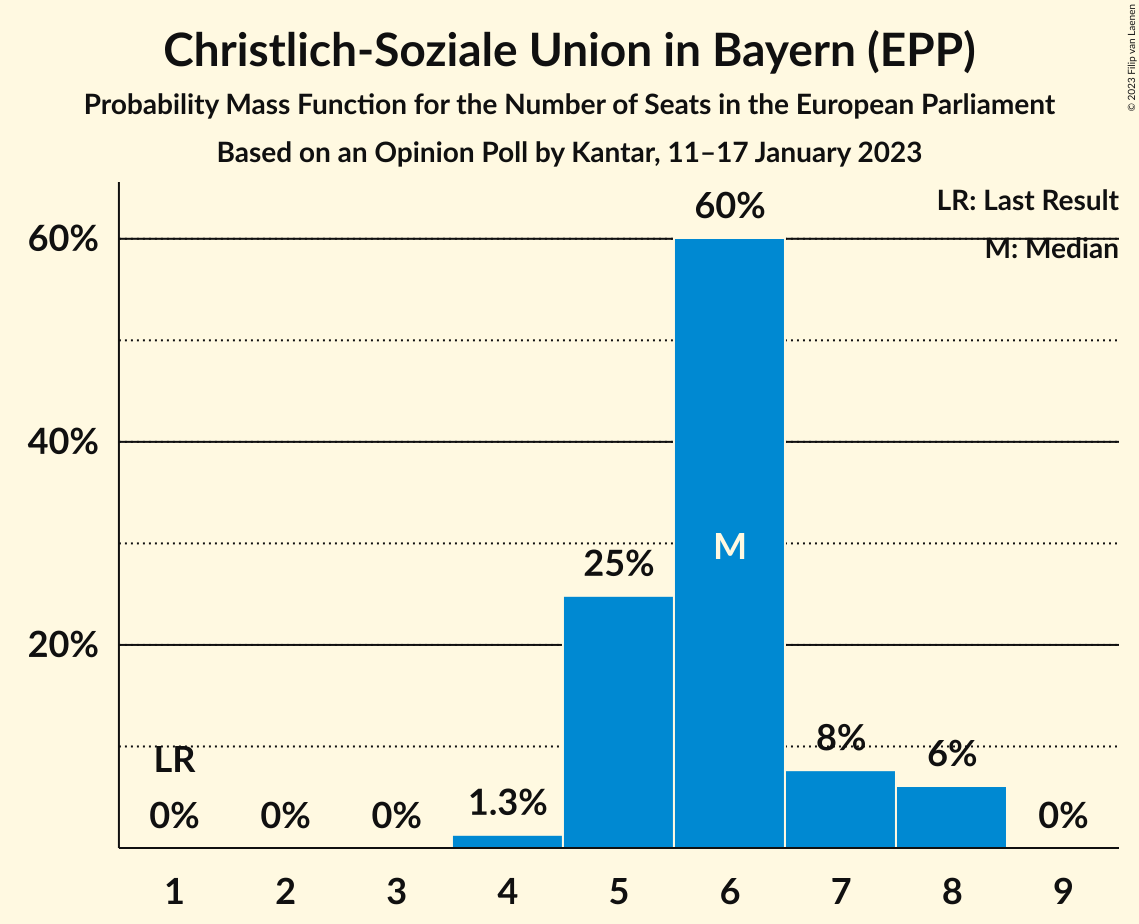 Christlich-Soziale Union in Bayern (EPP)
Probability Mass Function for the Number of Seats in the European Parliament
Based on an Opinion Poll by Kantar, 11–17 January 2023
© 2023 Filip van Laenen
LR: Last Result
M: Median
60%
40%
20%
LR
0%
0%
0%
1.3%
25%
60%
M
8%
6%
0%
1 2 3 4 5 6 7 8 9